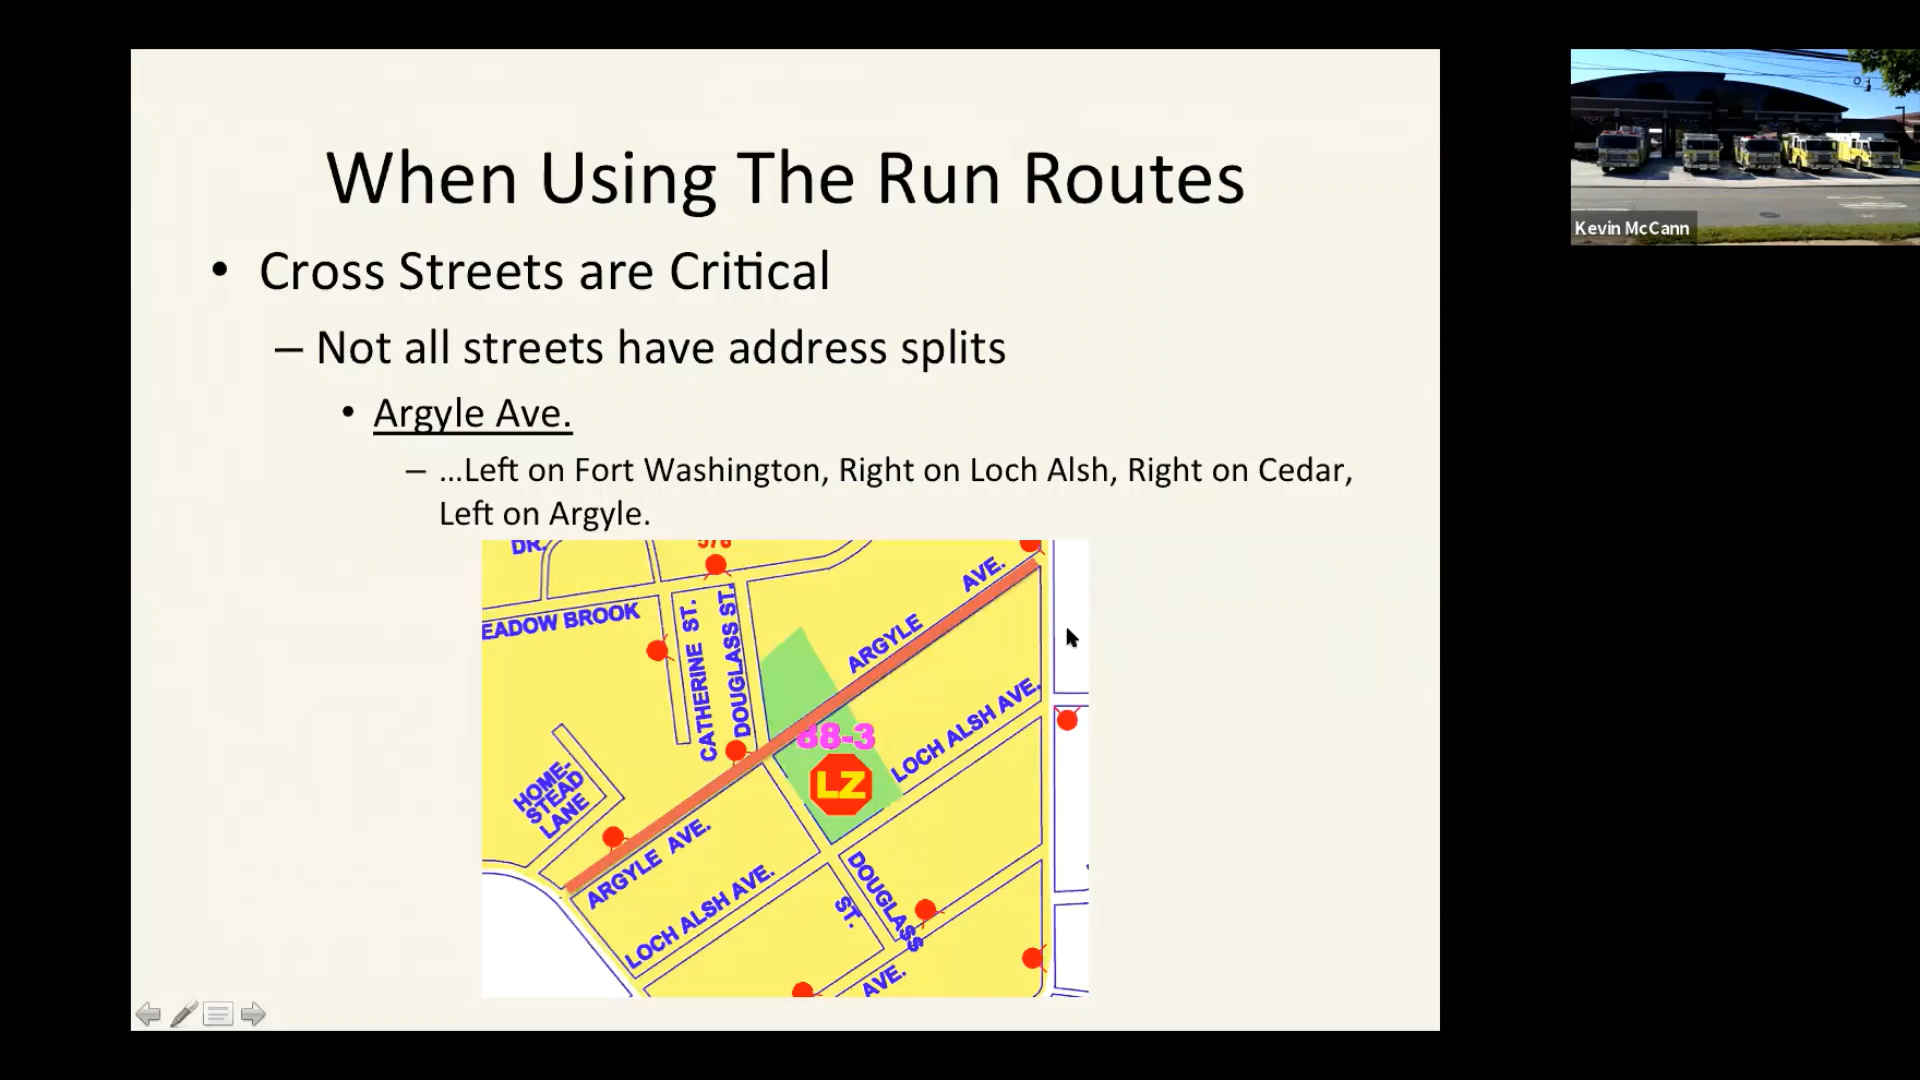 When Using The Run Routes
Kevin McCann
• Cross Streets are Critical
– Not all streets have address splits
• Argyle Ave.
– ...Left on Fort Washington, Right on Loch Alsh, Right on Cedar,
Left on Argyle.
DR.
EADOW BROOK
CATHERINE ST.
DOUGLASS ST.
ARGYLE AVE.
88-3
LZ
LOCH ALSH AVE.
HOME-
STEAD
LANE
ARGYLE AVE.
LOCH ALSH AVE.
DOUGLASS
ST.
AVE.